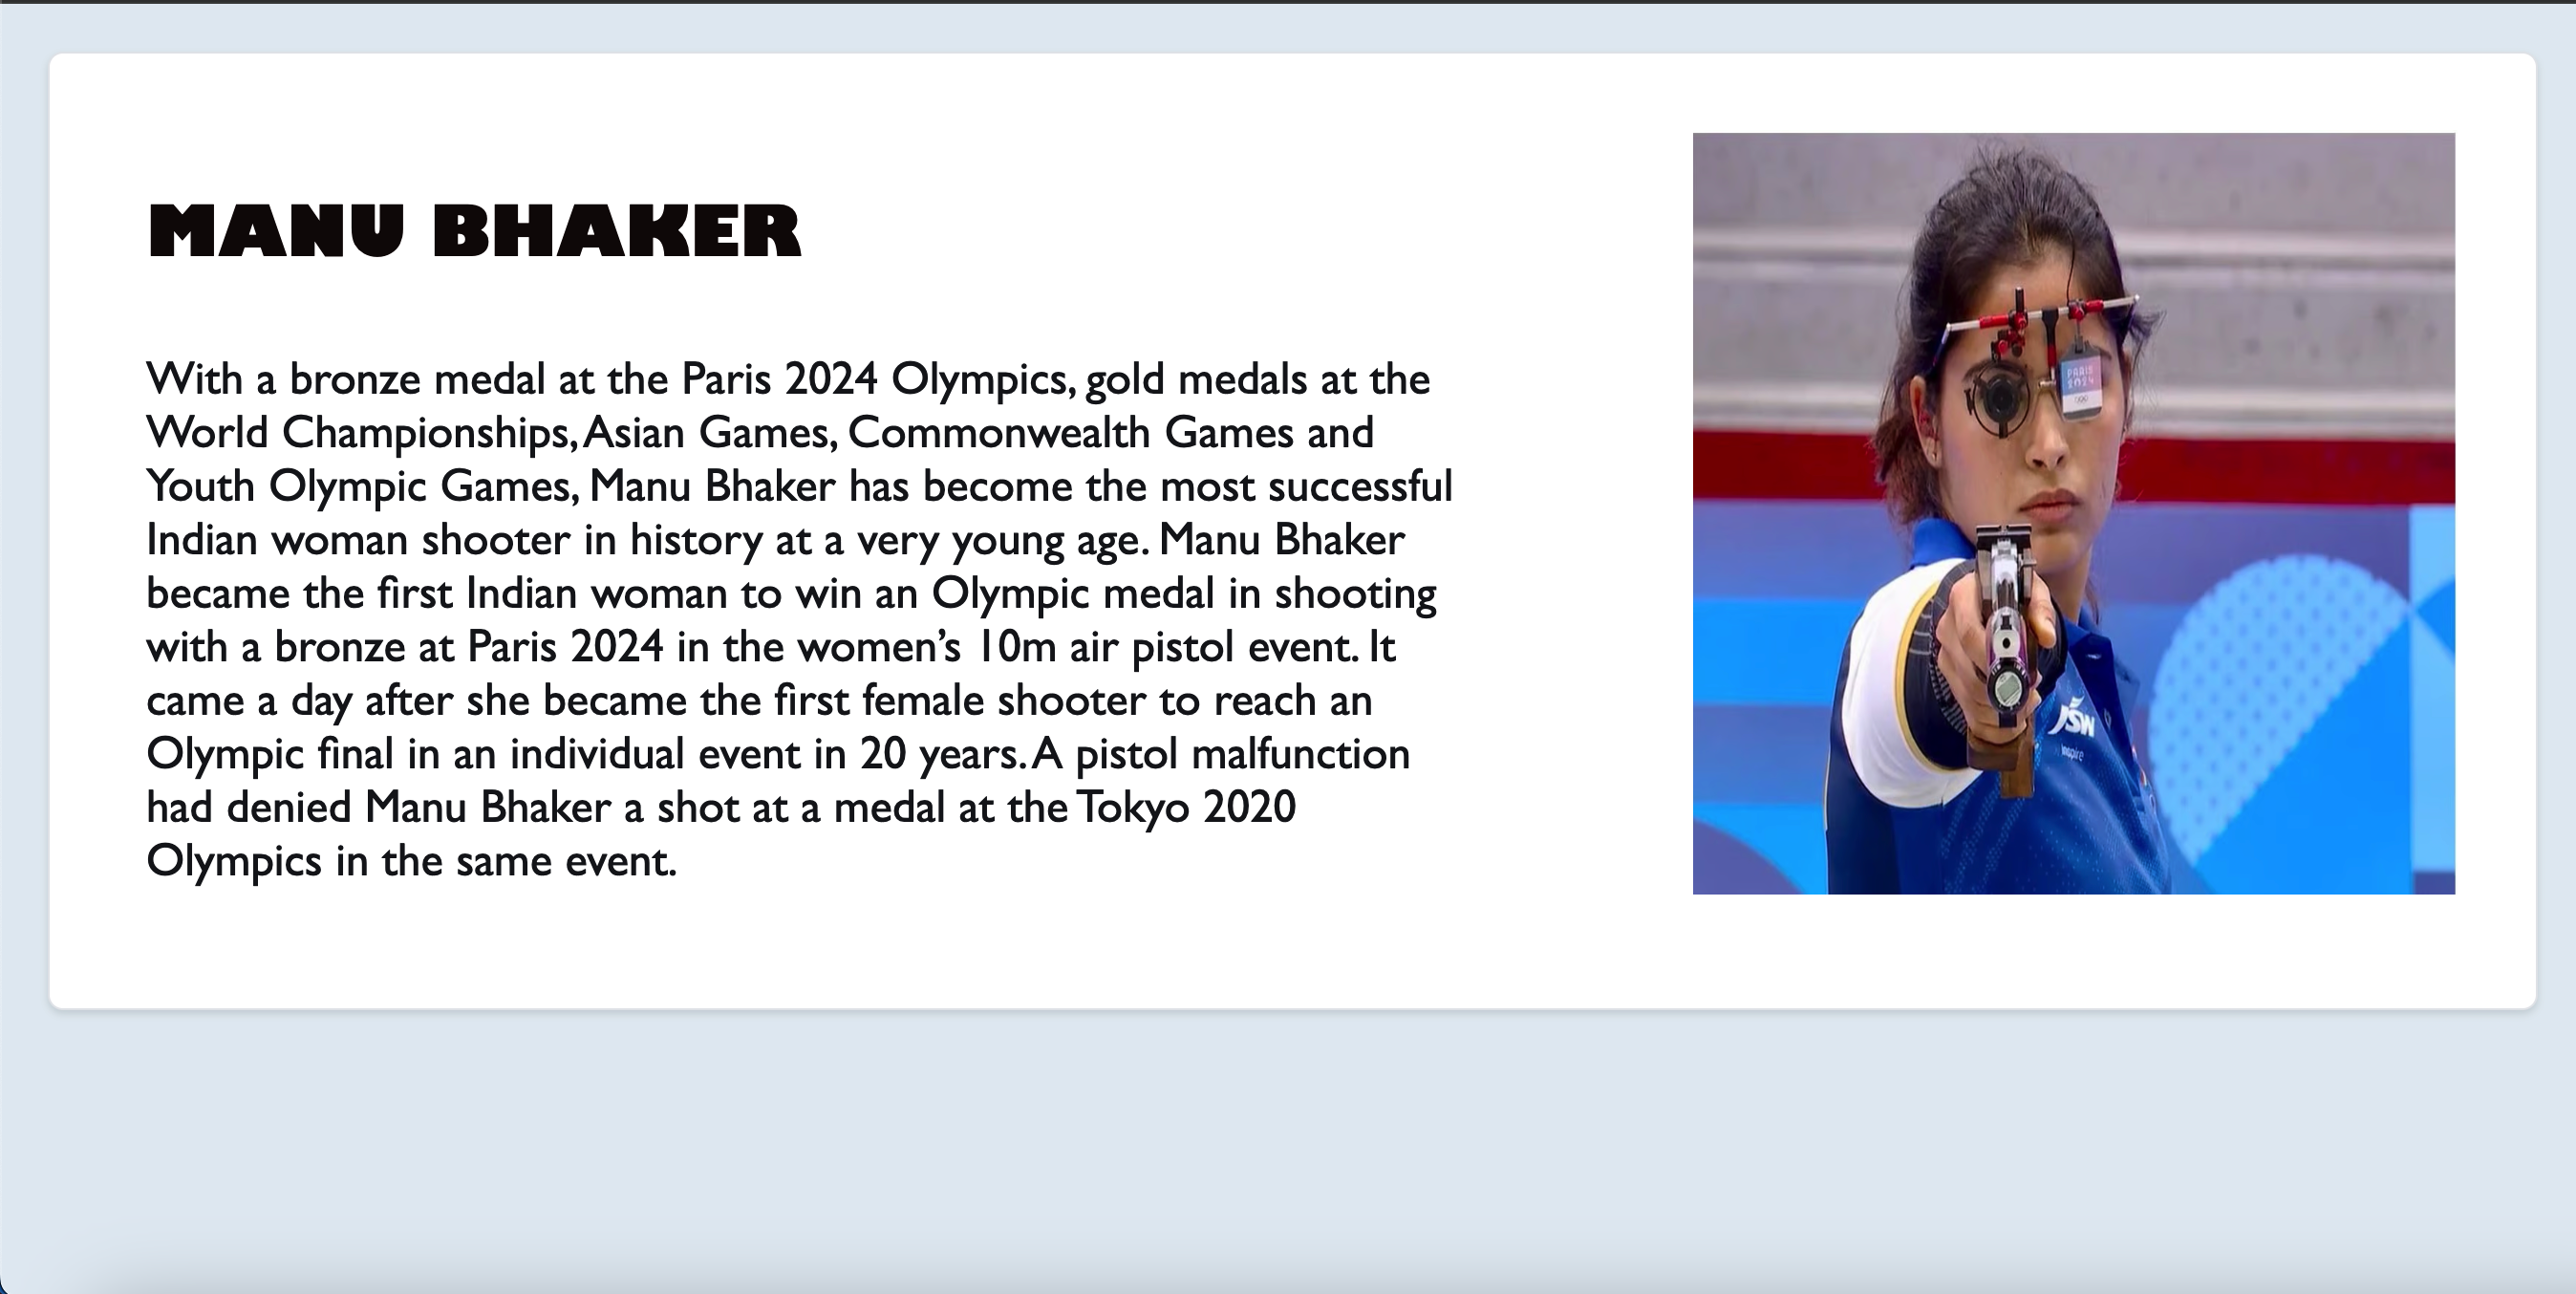 MANU BHAKER
With a bronze medal at the Paris 2024 Olympics, gold medals at the
World Championships, Asian Games, Commonwealth Games and
Youth Olympic Games, Manu Bhaker has become the most successful
Indian woman shooter in history at a very young age. Manu Bhaker
became the first Indian woman to win an Olympic medal in shooting
with a bronze at Paris 2024 in the women’s 10m air pistol event. It
came a day after she became the first female shooter to reach an
Olympic final in an individual event in 20 years. A pistol malfunction
had denied Manu Bhaker a shot at a medal at the Tokyo 2020
Olympics in the same event.
PARIS
2024
JSW
inspire